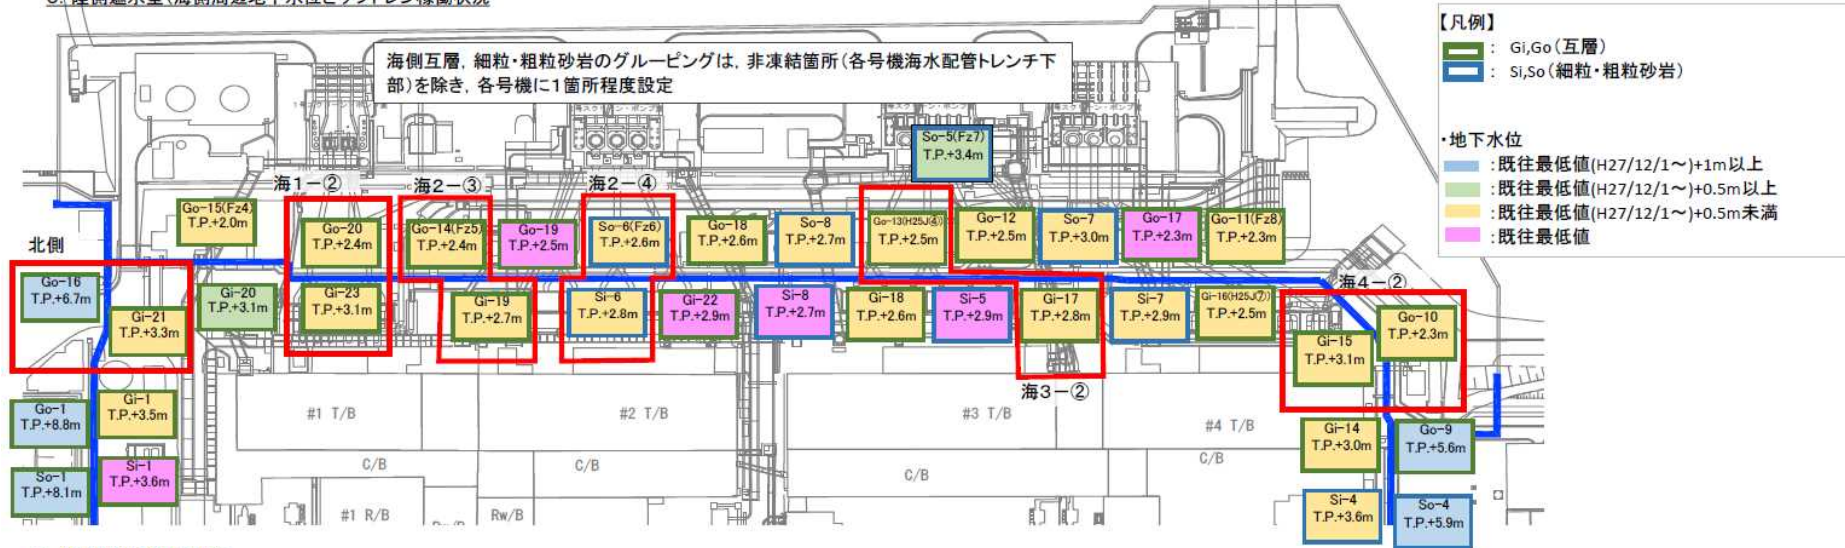 海側互層，細粒・粗粒砂岩のグルーピングは，非凍結箇所（各号機海水配管トレンチ下
部）を除き，各号機に1箇所程度設定
【凡例】
： Gi,Go（互層）
： Si,So（細粒・粗粒砂岩）
・地下水位
：既往最低値(H27/12/1～)+1m以上
：既往最低値(H27/12/1～)+0.5m以上
：既往最低値(H27/12/1～)+0.5m未満
：既往最低値
So-5(Fz7)
T.P.+3.4m
海1－②
海2－③
海2－④
北側
Go-15(Fz4)
T.P.+2.0m
Go-20
T.P.+2.4m
Go-14(Fz5)
T.P.+2.4m
Go-19
T.P.+2.5m
So-6(Fz6)
T.P.+2.6m
Go-18
T.P.+2.6m
So-8
T.P.+2.7m
Go-13(H25J④)
T.P.+2.5m
Go-12
T.P.+2.5m
So-7
T.P.+3.0m
Go-17
T.P.+2.3m
Go-11(Fz8)
T.P.+2.3m
Go-16
T.P.+6.7m
Gi-21
T.P.+3.3m
Gi-20
T.P.+3.1m
Gi-23
T.P.+3.1m
Gi-19
T.P.+2.7m
Si-6
T.P.+2.8m
Gi-22
T.P.+2.9m
Si-8
T.P.+2.7m
Gi-18
T.P.+2.6m
Si-5
T.P.+2.9m
Gi-17
T.P.+2.8m
Si-7
T.P.+2.9m
Gi-16(H25J⑦)
T.P.+2.5m
海4－②
Gi-15
T.P.+3.1m
Go-10
T.P.+2.3m
海3－②
Go-1
T.P.+8.8m
Gi-1
T.P.+3.5m
So-1
T.P.+8.1m
Si-1
T.P.+3.6m
#1 T/B
#2 T/B
#3 T/B
#4 T/B
C/B
C/B
C/B
C/B
#1 R/B
Rw/B
Gi-14
T.P.+3.0m
Go-9
T.P.+5.6m
Si-4
T.P.+3.6m
So-4
T.P.+5.9m